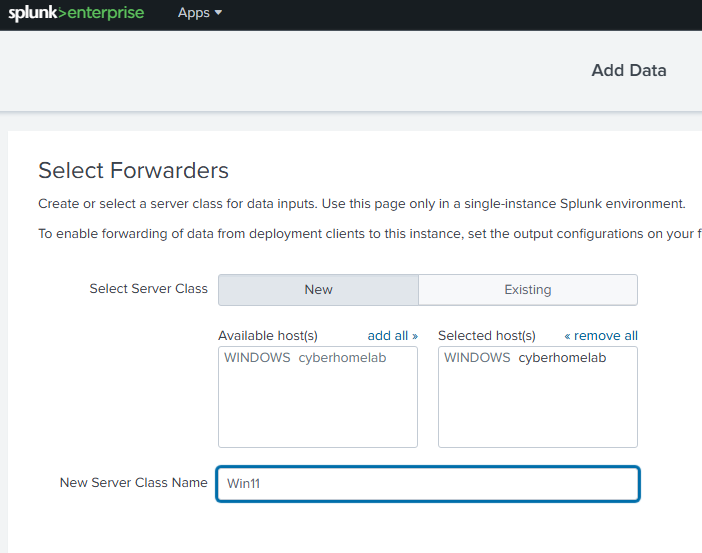 splunk>enterprise Apps
Add Data
Select Forwarders
Create or select a server class for data inputs. Use this page only in a single-instance Splunk environment.
To enable forwarding of data from deployment clients to this instance, set the output configurations on your f
Select Server Class New Existing
Available host(s) add all » Selected host(s) « remove all
WINDOWS cyberhomelab WINDOWS cyberhomelab
New Server Class Name Win11